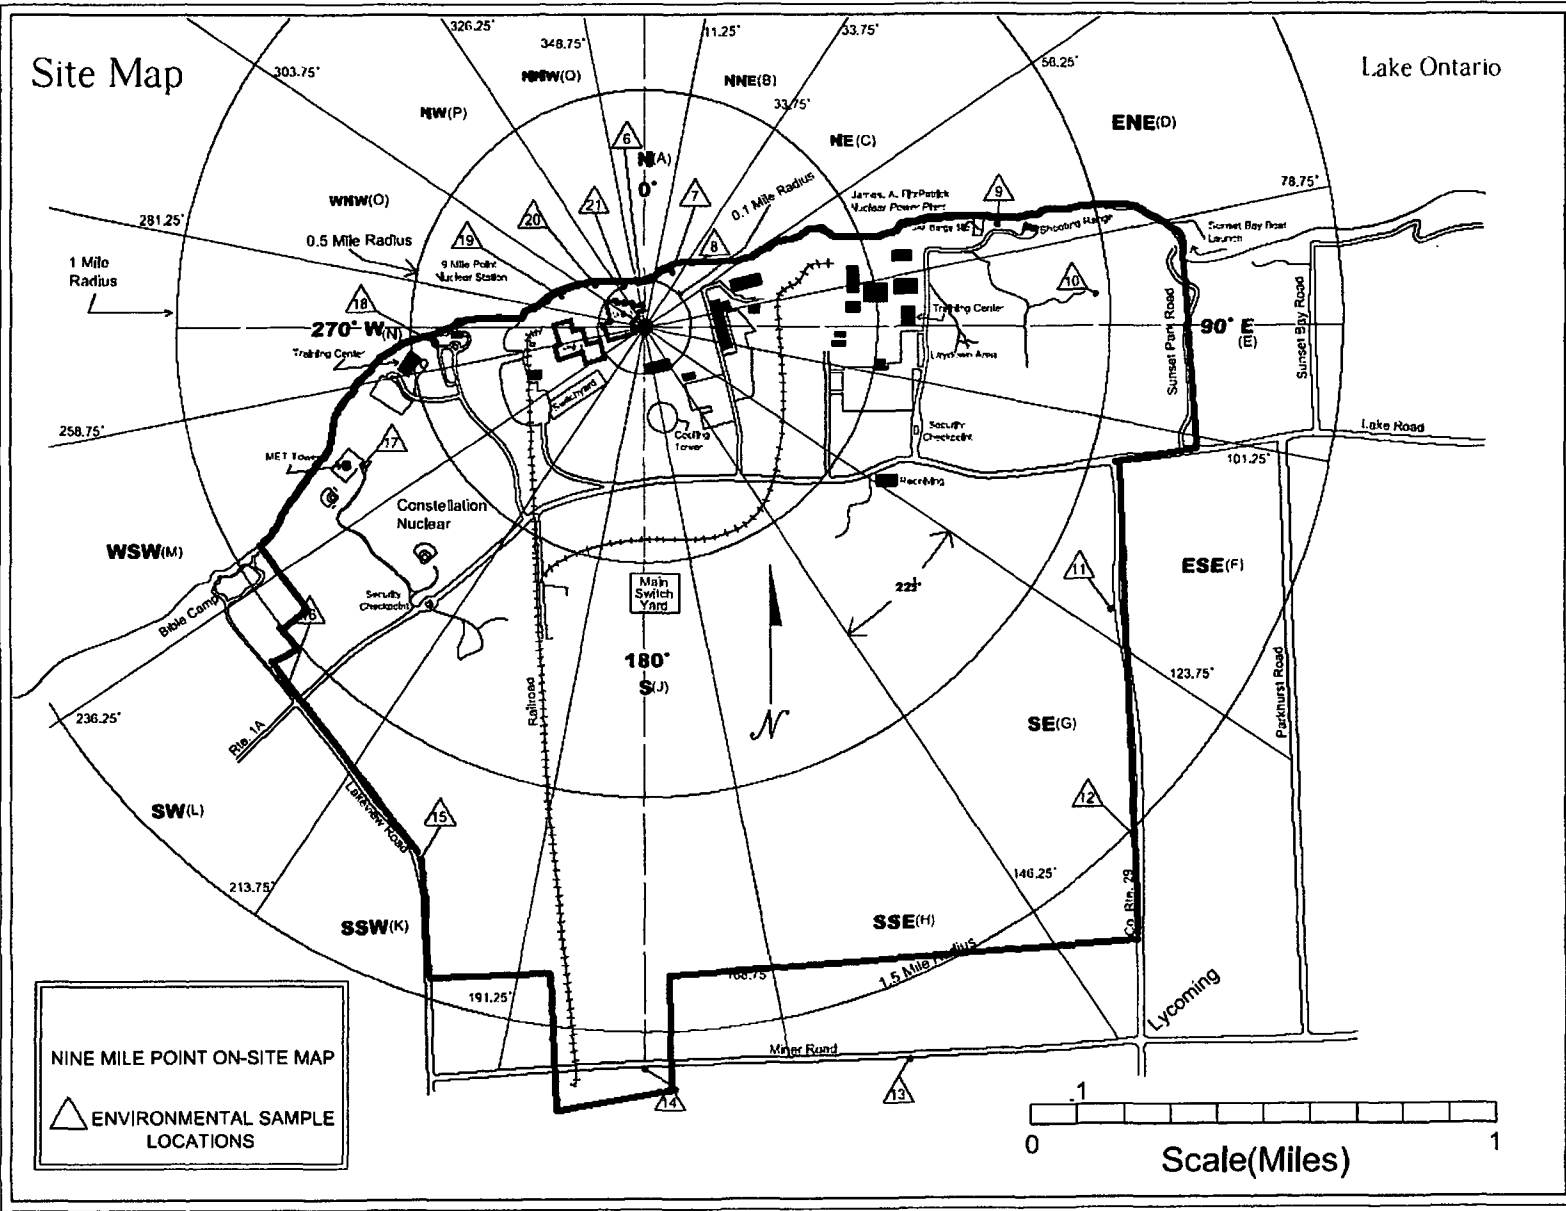 Site Map
326.25°
348.75°
11.25°
33.75°
Lake Ontario
303.75°
NNW(Q)
NNE(B)
56.25°
33.75°
NW(P)
ENE(D)
6
NE(C)
N(A)
0°
WNW(O)
21
20
7
0.1 Mile Radius
James. A. FitzPatrick
Nuclear Power Plant
9
78.75°
281.25°
0.5 Mile Radius
19
8
Shooting Range
Sunset Bay Boat
Launch
9 Mile Point
Nuclear Station
1 Mile
Radius
18
10
Training Center
270° W(N)
90° E
(E)
Sunset Park Road
Sunset Bay Road
Training Center
Laydown Area
Switchyard
258.75°
17
Cooling
Tower
Security
Checkpoint
Lake Road
MET Tower
101.25°
Receiving
Constellation
Nuclear
WSW(M)
11
ESE(F)
22½°
Main
Switch
Yard
Security
Checkpoint
16
Bible Camp
180°
S(J)
123.75°
Parkhurst Road
Railroad
236.25°
Rte. 1A
N
SE(G)
12
SW(L)
15
Lakeview Road
213.75°
146.25°
Co. Rte. 29
SSW(K)
SSE(H)
168.75°
1.5 Mile Radius
191.25°
Lycoming
Miner Road
NINE MILE POINT ON-SITE MAP
14
13
ENVIRONMENTAL SAMPLE
LOCATIONS
.1
0
1
Scale(Miles)